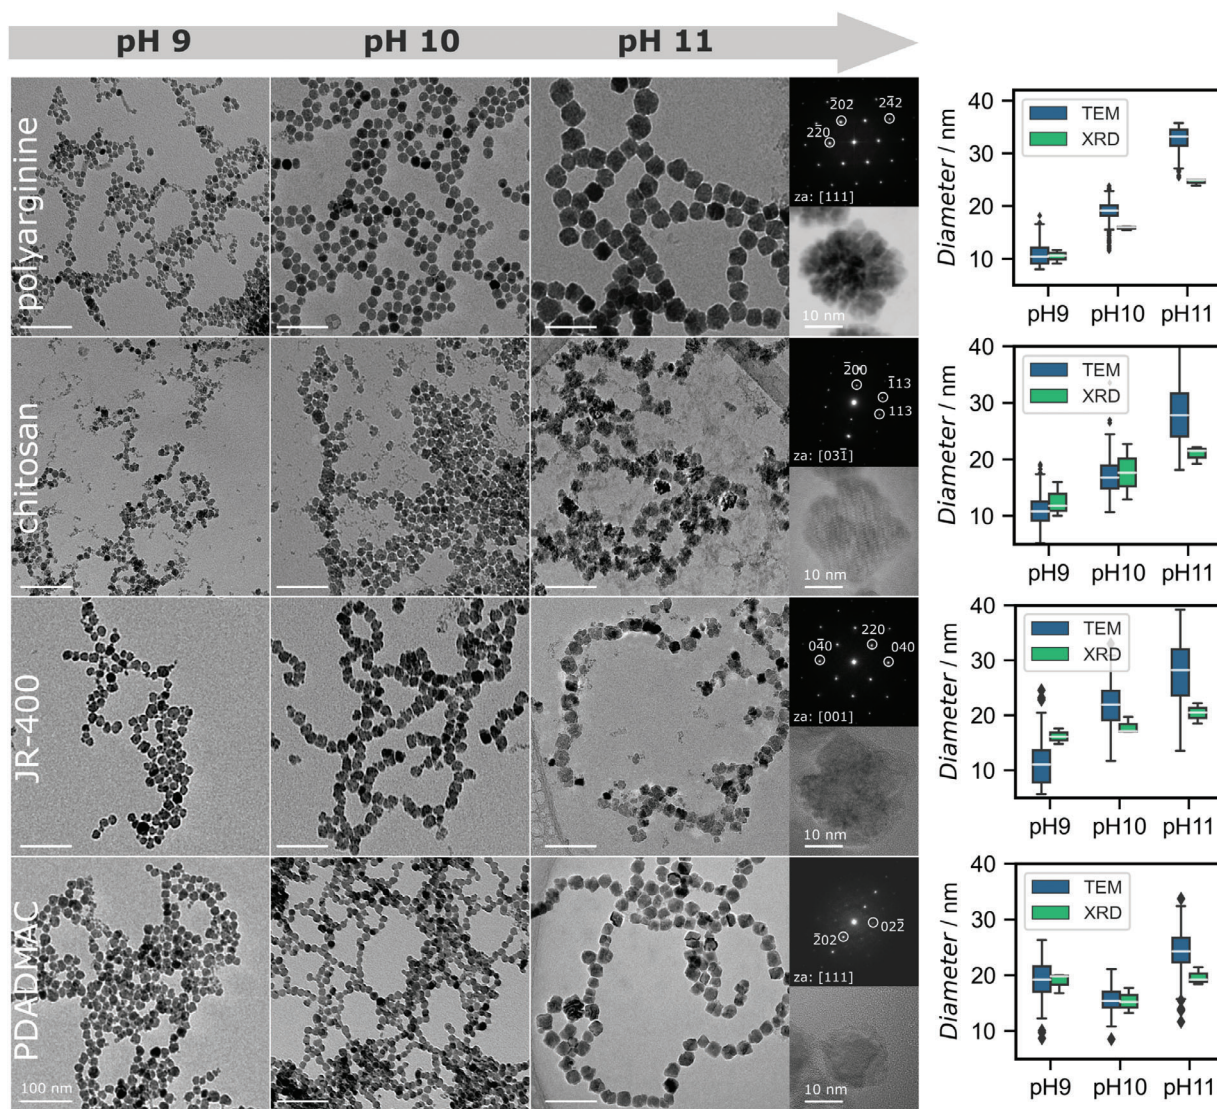 pH 9 pH 10 pH 11
polyarginine
2̅02 24̅2
2̅20
za: [111]
10 nm
40
30
20
10
Diameter / nm
TEM
XRD
pH9 pH10 pH11
chitosan
2̅00
1̅13
113
za: [031̅]
10 nm
40
30
20
10
Diameter / nm
TEM
XRD
pH9 pH10 pH11
JR-400
220
04̅0 040
za: [001]
10 nm
40
30
20
10
Diameter / nm
TEM
XRD
pH9 pH10 pH11
PDADMAC
100 nm
022̅
2̅02
za: [111]
10 nm
40
30
20
10
Diameter / nm
TEM
XRD
pH9 pH10 pH11